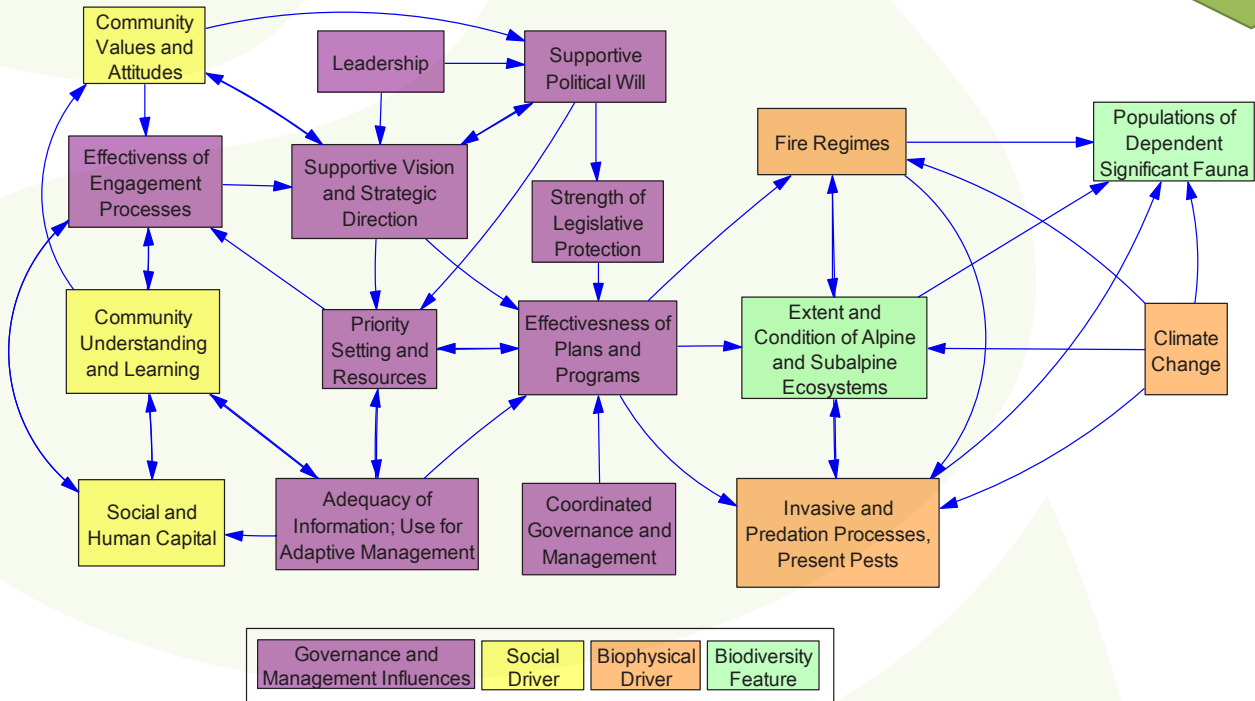 Community
Values and
Attitudes
Leadership
Supportive
Political Will
Effectivenss of
Engagement
Processes
Supportive Vision
and Strategic
Direction
Strength of
Legislative
Protection
Fire Regimes
Populations of
Dependent
Significant Fauna
Community
Understanding
and Learning
Priority
Setting and
Resources
Effectivesness of
Plans and
Programs
Extent and
Condition of Alpine
and Subalpine
Ecosystems
Climate
Change
Social and
Human Capital
Adequacy of
Information; Use for
Adaptive Management
Coordinated
Governance and
Management
Invasive and
Predation Processes,
Present Pests
Governance and
Management Influences
Social
Driver
Biophysical
Driver
Biodiversity
Feature